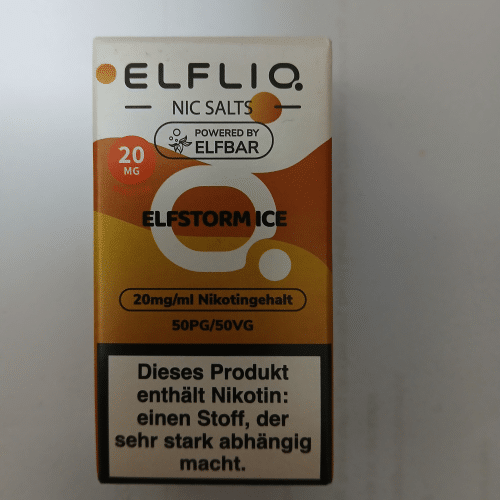 ELFLIQ
NIC SALTS
POWERED BY
ELFBAR
20
MG
ELFSTORM ICE
20mg/ml Nikotingehalt
50PG/50VG
Dieses Produkt
enthält Nikotin:
einen Stoff, der
sehr stark abhängig
macht.